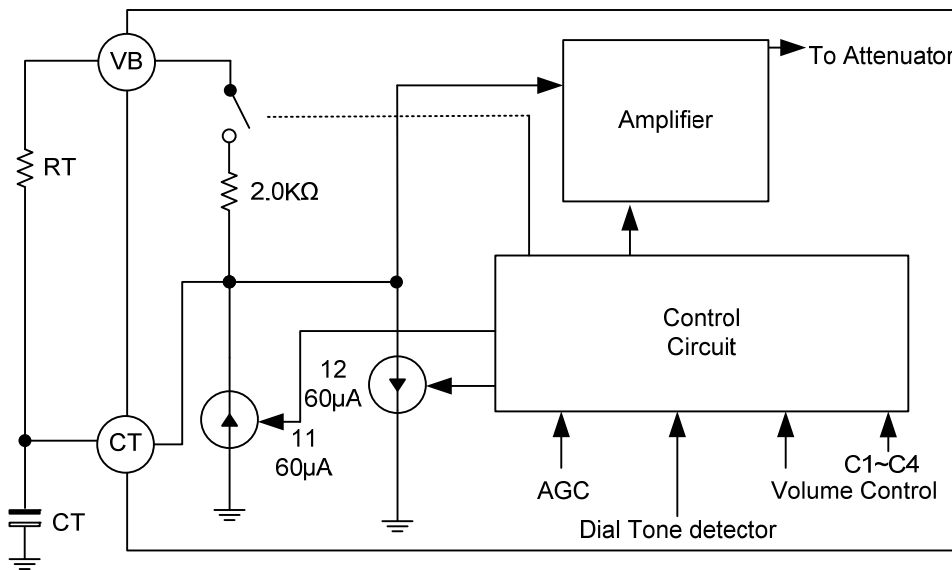 VB
To Attenuator
Amplifier
RT
2.0KΩ
Control
Circuit
12
60µA
11
60µA
CT
CT
AGC
C1~C4
Volume Control
Dial Tone detector